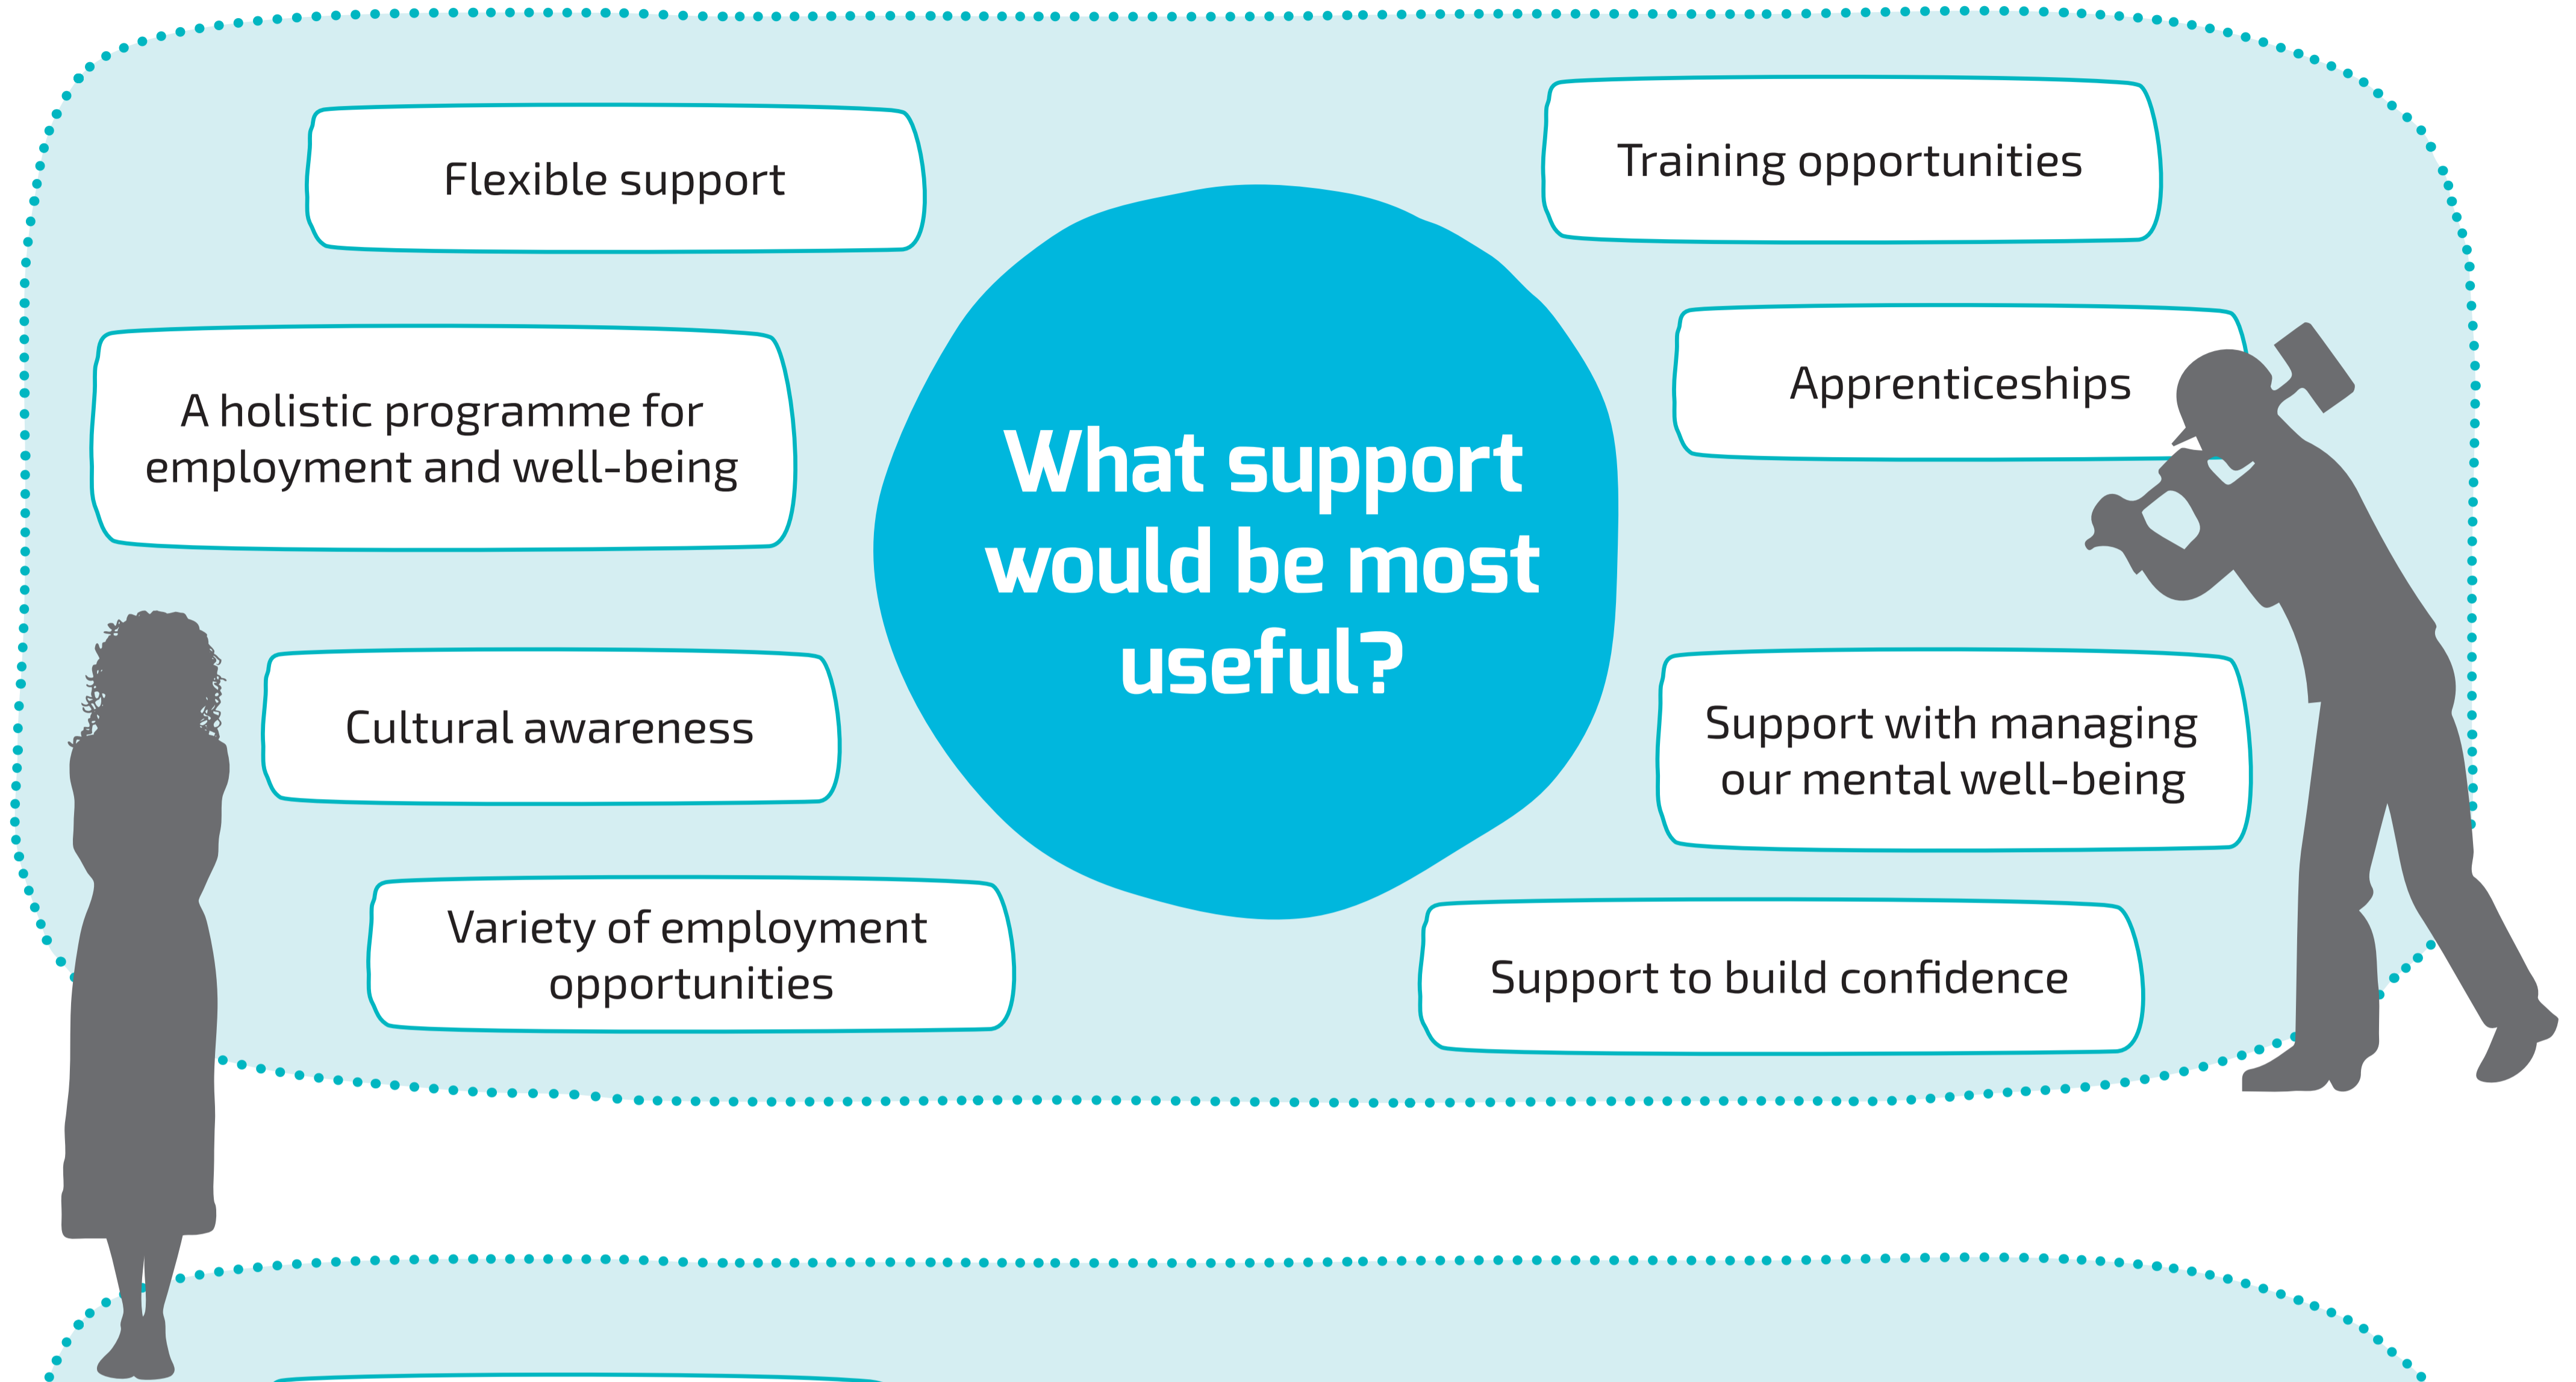 Flexible support
Training opportunities
A holistic programme for
employment and well-being
Apprenticeships
What support
would be most
useful?
Cultural awareness
Support with managing
our mental well-being
Variety of employment
opportunities
Support to build confidence